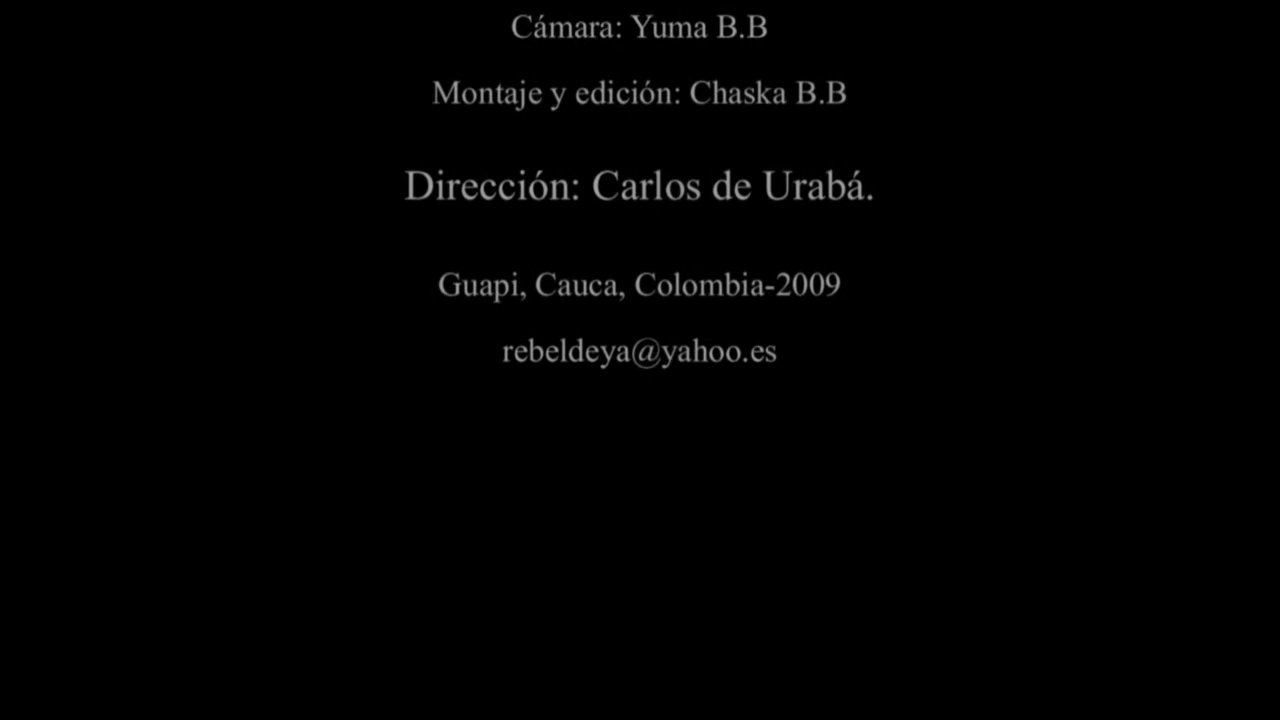 Cámara: Yuma B.B
Montaje y edición: Chaska B.B
Dirección: Carlos de Urabá.
Guapi, Cauca, Colombia-2009
rebeldeya@yahoo.es